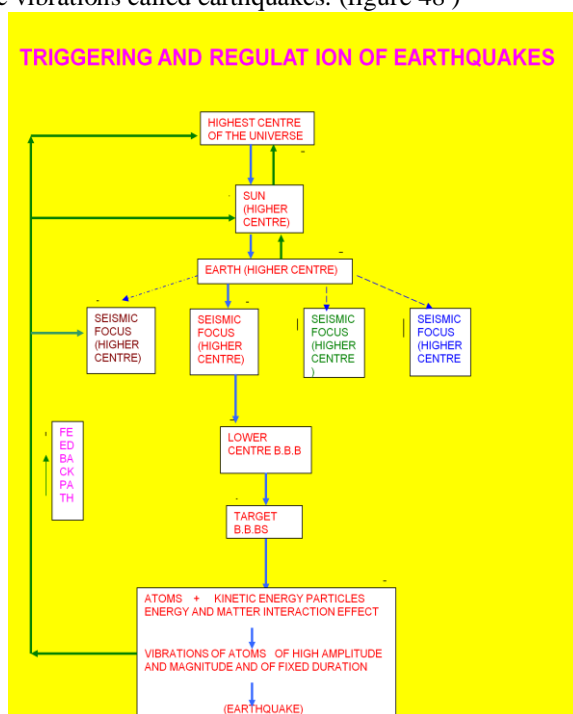 e vibrations called earthquakes. (figure 48 )
TRIGGERING AND REGULAT ION OF EARTHQUAKES
HIGHEST CENTRE
OF THE UNIVERSE
SUN
(HIGHER
CENTRE)
EARTH (HIGHER CENTRE)
SEISMIC
FOCUS
(HIGHER
CENTRE)
SEISMIC
FOCUS
(HIGHER
CENTRE)
SEISMIC
FOCUS
(HIGHER
CENTRE
)
SEISMIC
FOCUS
(HIGHER
CENTRE
FE
ED
BA
CK
PA
TH
LOWER
CENTRE B.B.B
TARGET
B.B.BS
ATOMS + KINETIC ENERGY PARTICLES
ENERGY AND MATTER INTERACTION EFFECT
VIBRATIONS OF ATOMS OF HIGH AMPLITUDE
AND MAGNITUDE AND OF FIXED DURATION
(EARTHQUAKE)